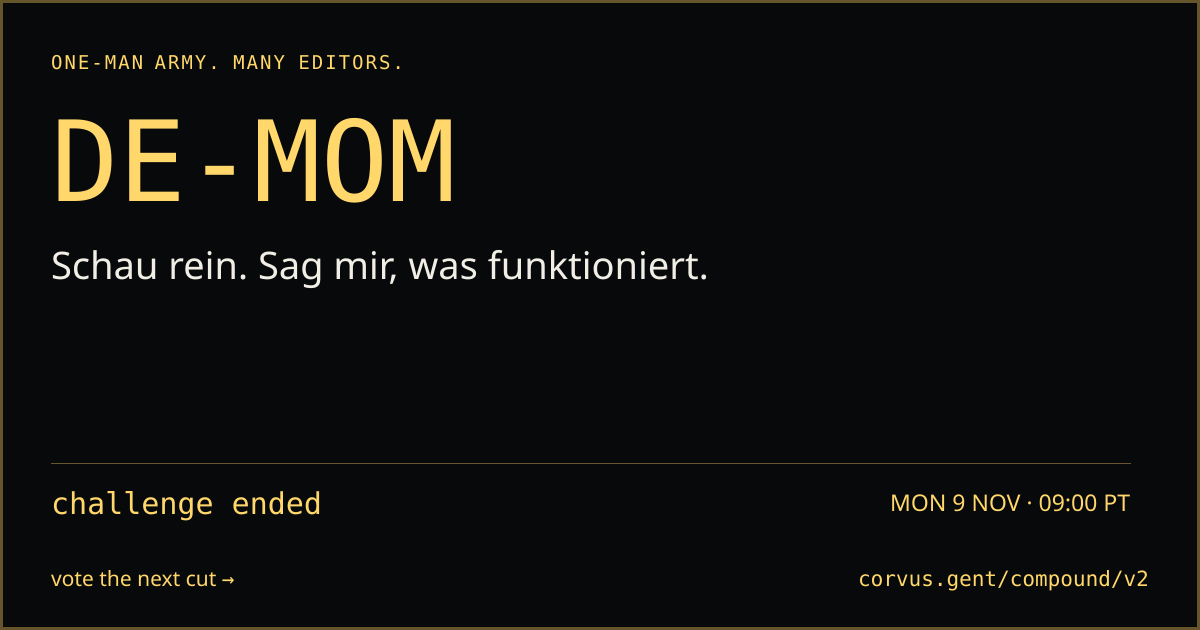 ONE-MAN ARMY. MANY EDITORS.
DE-MOM
Schau rein. Sag mir, was funktioniert.
challenge ended
MON 9 NOV · 09:00 PT
vote the next cut →
corvus.gent/compound/v2